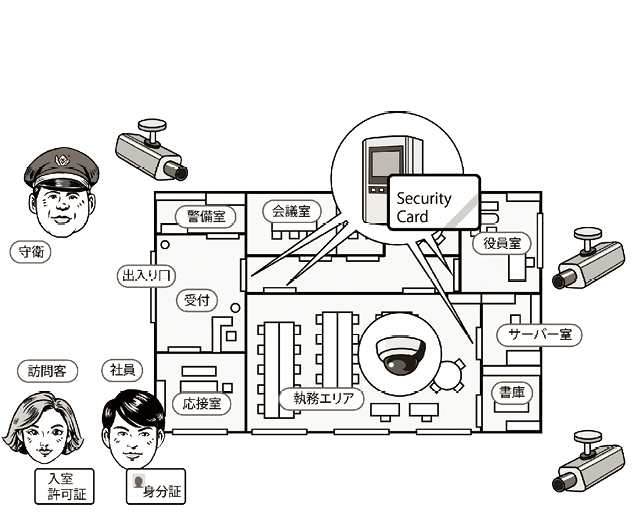 Security
Card
警備室
会議室
役員室
守衛
出入り口
受付
サーバー室
訪問客
社員
応接室
執務エリア
書庫
入室
許可証
身分証